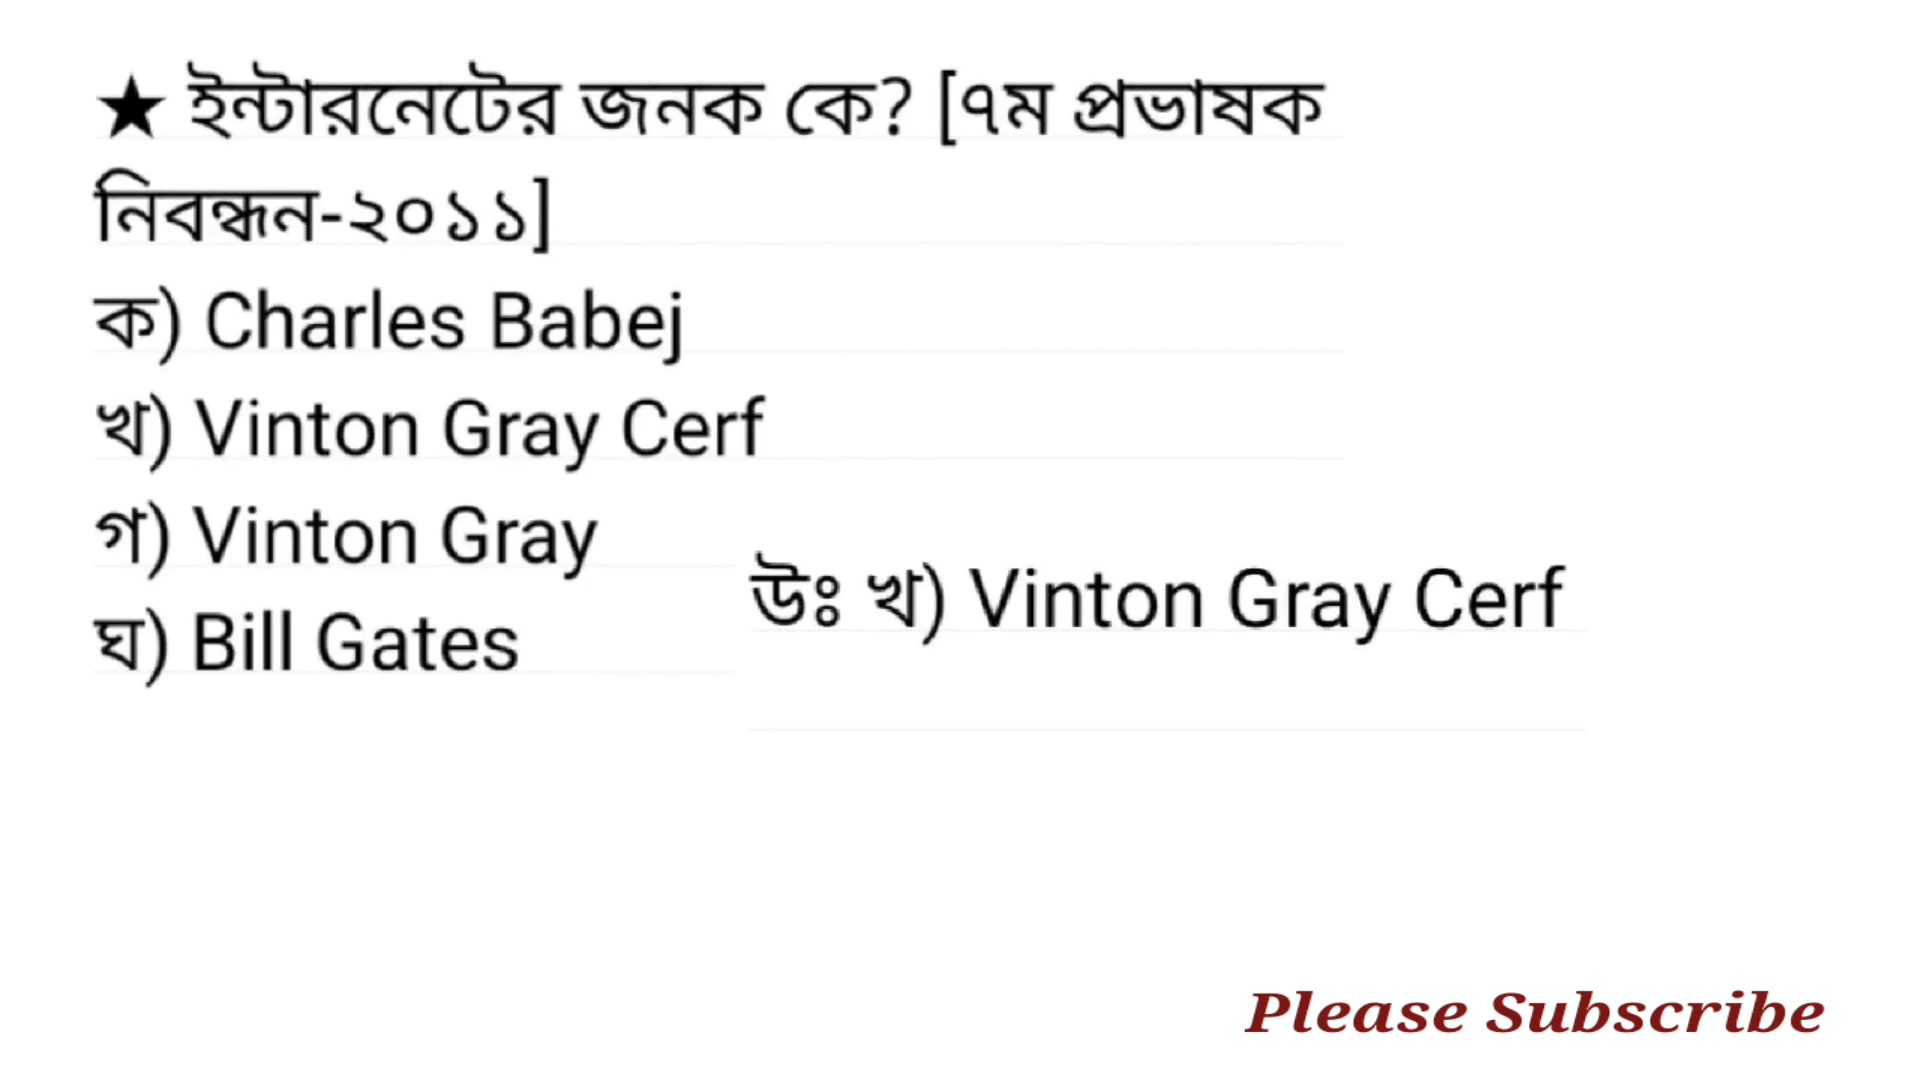 ★ ইন্টারনেটের জনক কে? [৭ম প্রভাষক
নিবন্ধন-২০১১]
ক) Charles Babej
খ) Vinton Gray Cerf
গ) Vinton Gray
ঘ) Bill Gates
উঃ খ) Vinton Gray Cerf
Please Subscribe